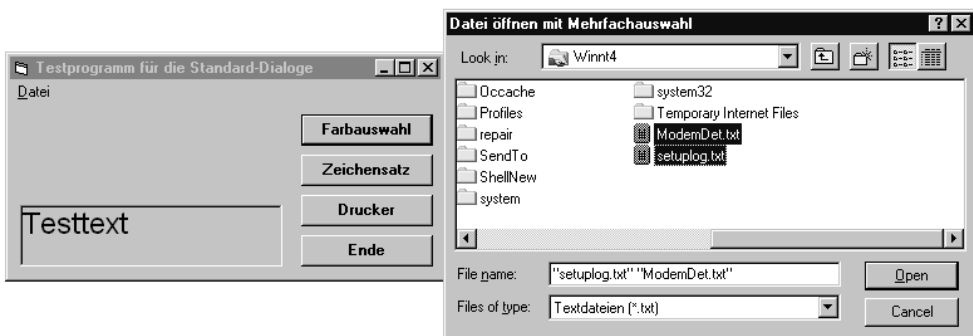 Testprogramm für die Standard-Dialoge
Datei
Farbauswahl
Zeichensatz
Drucker
Ende
Testtext
Datei öffnen mit Mehrfachauswahl
Look in: Winnt4
Occache
Profiles
repair
SendTo
ShellNew
system
system32
Temporary Internet Files
ModemDet.txt
setuplog.txt
File name: "setuplog.txt" "ModemDet.txt" Open
Files of type: Textdateien (*.txt) Cancel